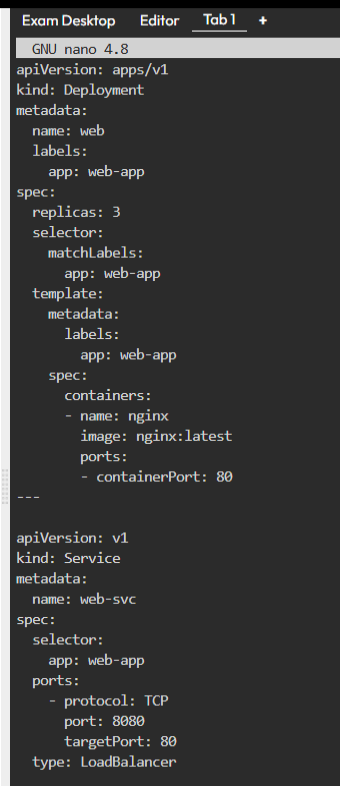 Exam Desktop Editor Tab 1 +
GNU nano 4.8
apiVersion: apps/v1
kind: Deployment
metadata:
  name: web
  labels:
    app: web-app
spec:
  replicas: 3
  selector:
    matchLabels:
      app: web-app
  template:
    metadata:
      labels:
        app: web-app
    spec:
      containers:
      - name: nginx
        image: nginx:latest
        ports:
        - containerPort: 80
---
apiVersion: v1
kind: Service
metadata:
  name: web-svc
spec:
  selector:
    app: web-app
  ports:
    - protocol: TCP
      port: 8080
      targetPort: 80
  type: LoadBalancer